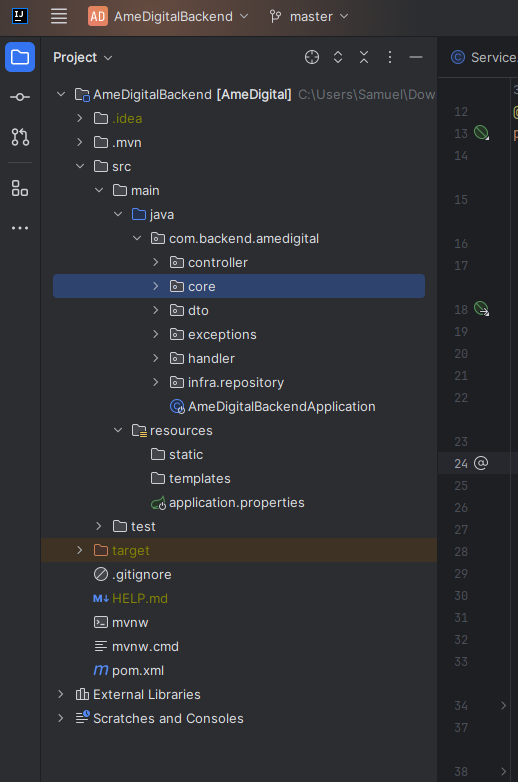 IJ
AD AmeDigitalBackend master
Project
Service
AmeDigitalBackend [AmeDigital] C:\Users\Samuel\Dow
.idea
.mvn
src
main
java
com.backend.amedigital
controller
core
dto
exceptions
handler
infra.repository
AmeDigitalBackendApplication
resources
static
templates
application.properties
test
target
.gitignore
M↓ HELP.md
mvnw
mvnw.cmd
m pom.xml
External Libraries
Scratches and Consoles
12
13
14
15
16
17
18
19
20
21
22
23
24 @
25
26
27
28
29
30
31
32
33
34
37
38